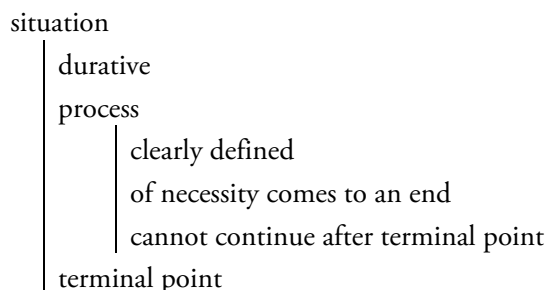 situation
durative
process
clearly defined
of necessity comes to an end
cannot continue after terminal point
terminal point